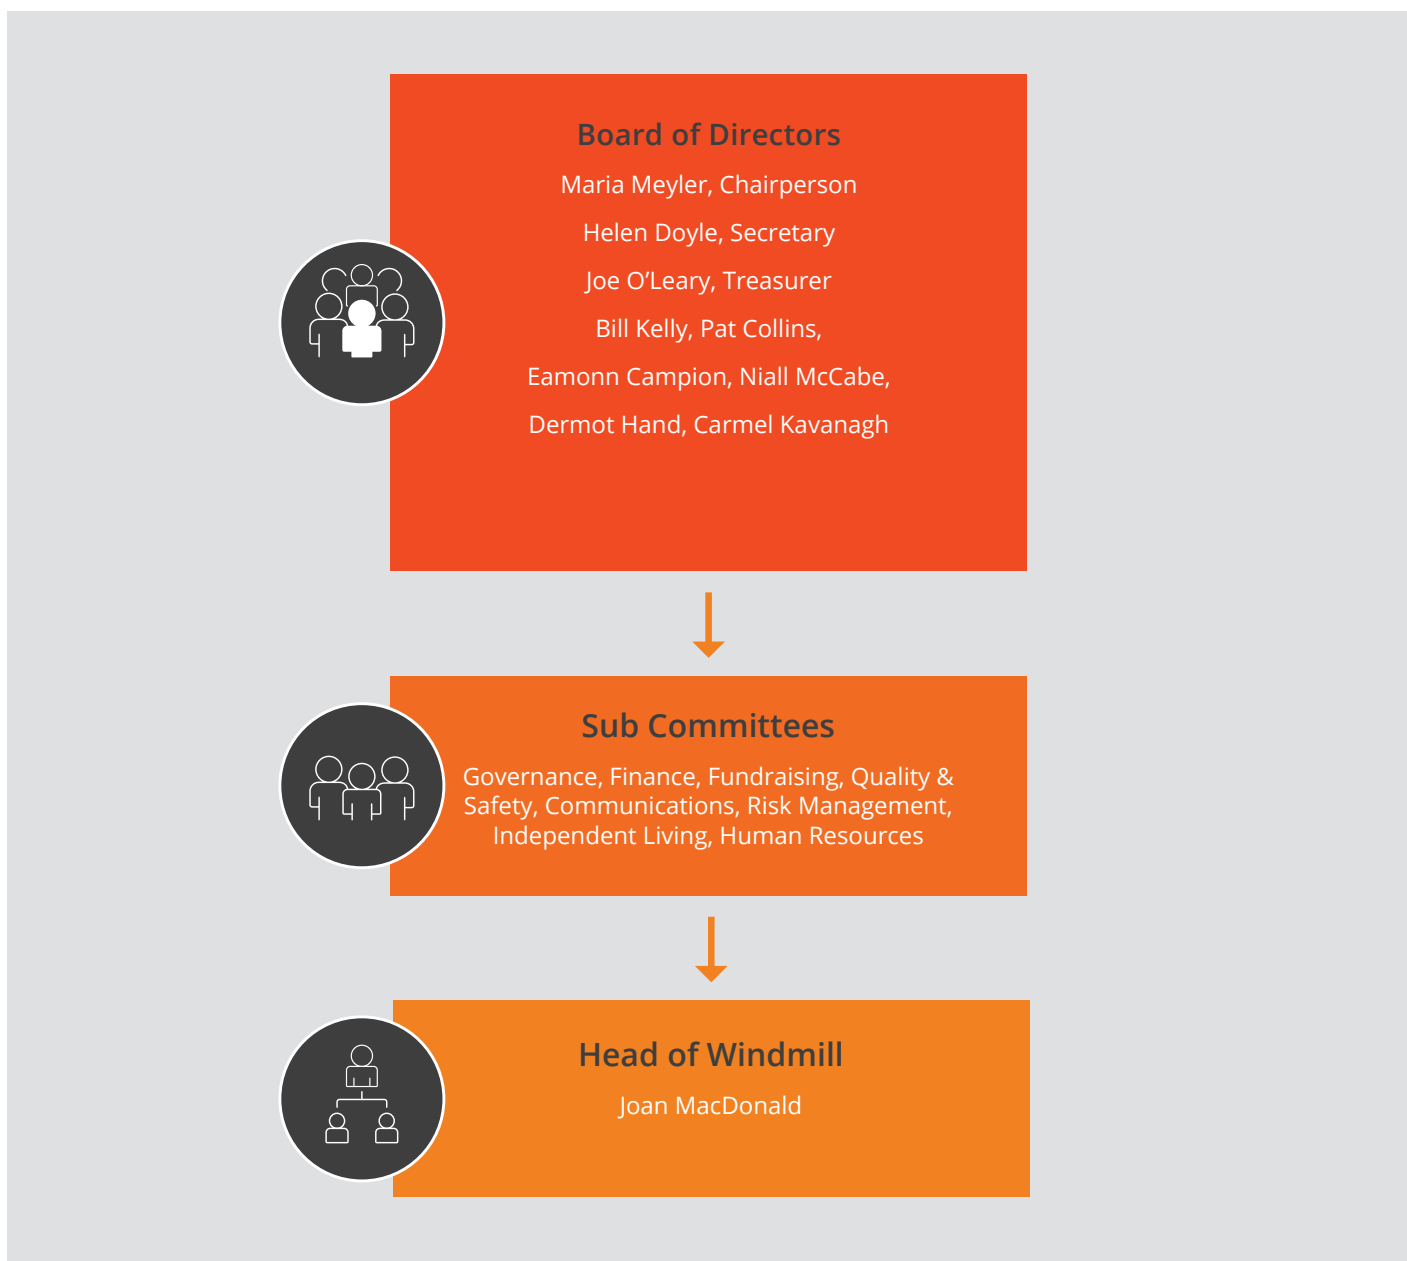 Board of Directors
Maria Meyler, Chairperson
Helen Doyle, Secretary
Joe O’Leary, Treasurer
Bill Kelly, Pat Collins,
Eamonn Campion, Niall McCabe,
Dermot Hand, Carmel Kavanagh
Sub Committees
Governance, Finance, Fundraising, Quality &
Safety, Communications, Risk Management,
Independent Living, Human Resources
Head of Windmill
Joan MacDonald